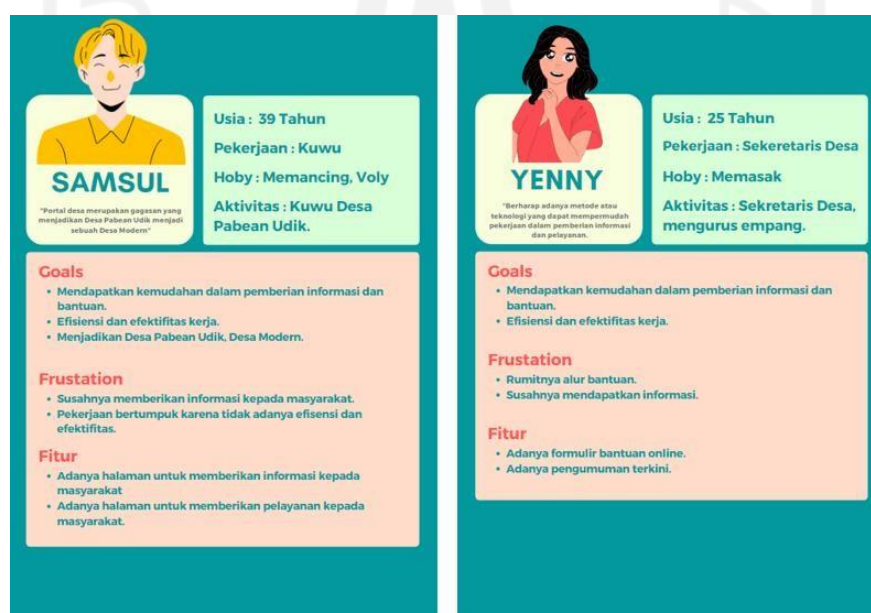 SAMSUL
"Portal desa merupakan gagasan yang
menjadikan Desa Pabean Udik menjadi
sebuah Desa Modern"
Usia : 39 Tahun
Pekerjaan : Kuwu
Hoby : Memancing, Voly
Aktivitas : Kuwu Desa
Pabean Udik.
Goals
• Mendapatkan kemudahan dalam pemberian informasi dan
bantuan.
• Efisiensi dan efektifitas kerja.
• Menjadikan Desa Pabean Udik, Desa Modern.
Frustation
• Susahnya memberikan informasi kepada masyarakat.
• Pekerjaan bertumpuk karena tidak adanya efisensi dan
efektifitas.
Fitur
• Adanya halaman untuk memberikan informasi kepada
masyarakat
• Adanya halaman untuk memberikan pelayanan kepada
masyarakat.
YENNY
"Berharap adanya metode atau
teknologi yang dapat mempermudah
pekerjaan dalam pemberian informasi
dan pelayanan.
Usia : 25 Tahun
Pekerjaan : Sekeretaris Desa
Hoby : Memasak
Aktivitas : Sekretaris Desa,
mengurus empang.
Goals
• Mendapatkan kemudahan dalam pemberian informasi dan
bantuan.
• Efisiensi dan efektifitas kerja.
Frustation
• Rumitnya alur bantuan.
• Susahnya mendapatkan informasi.
Fitur
• Adanya formulir bantuan online.
• Adanya pengumuman terkini.